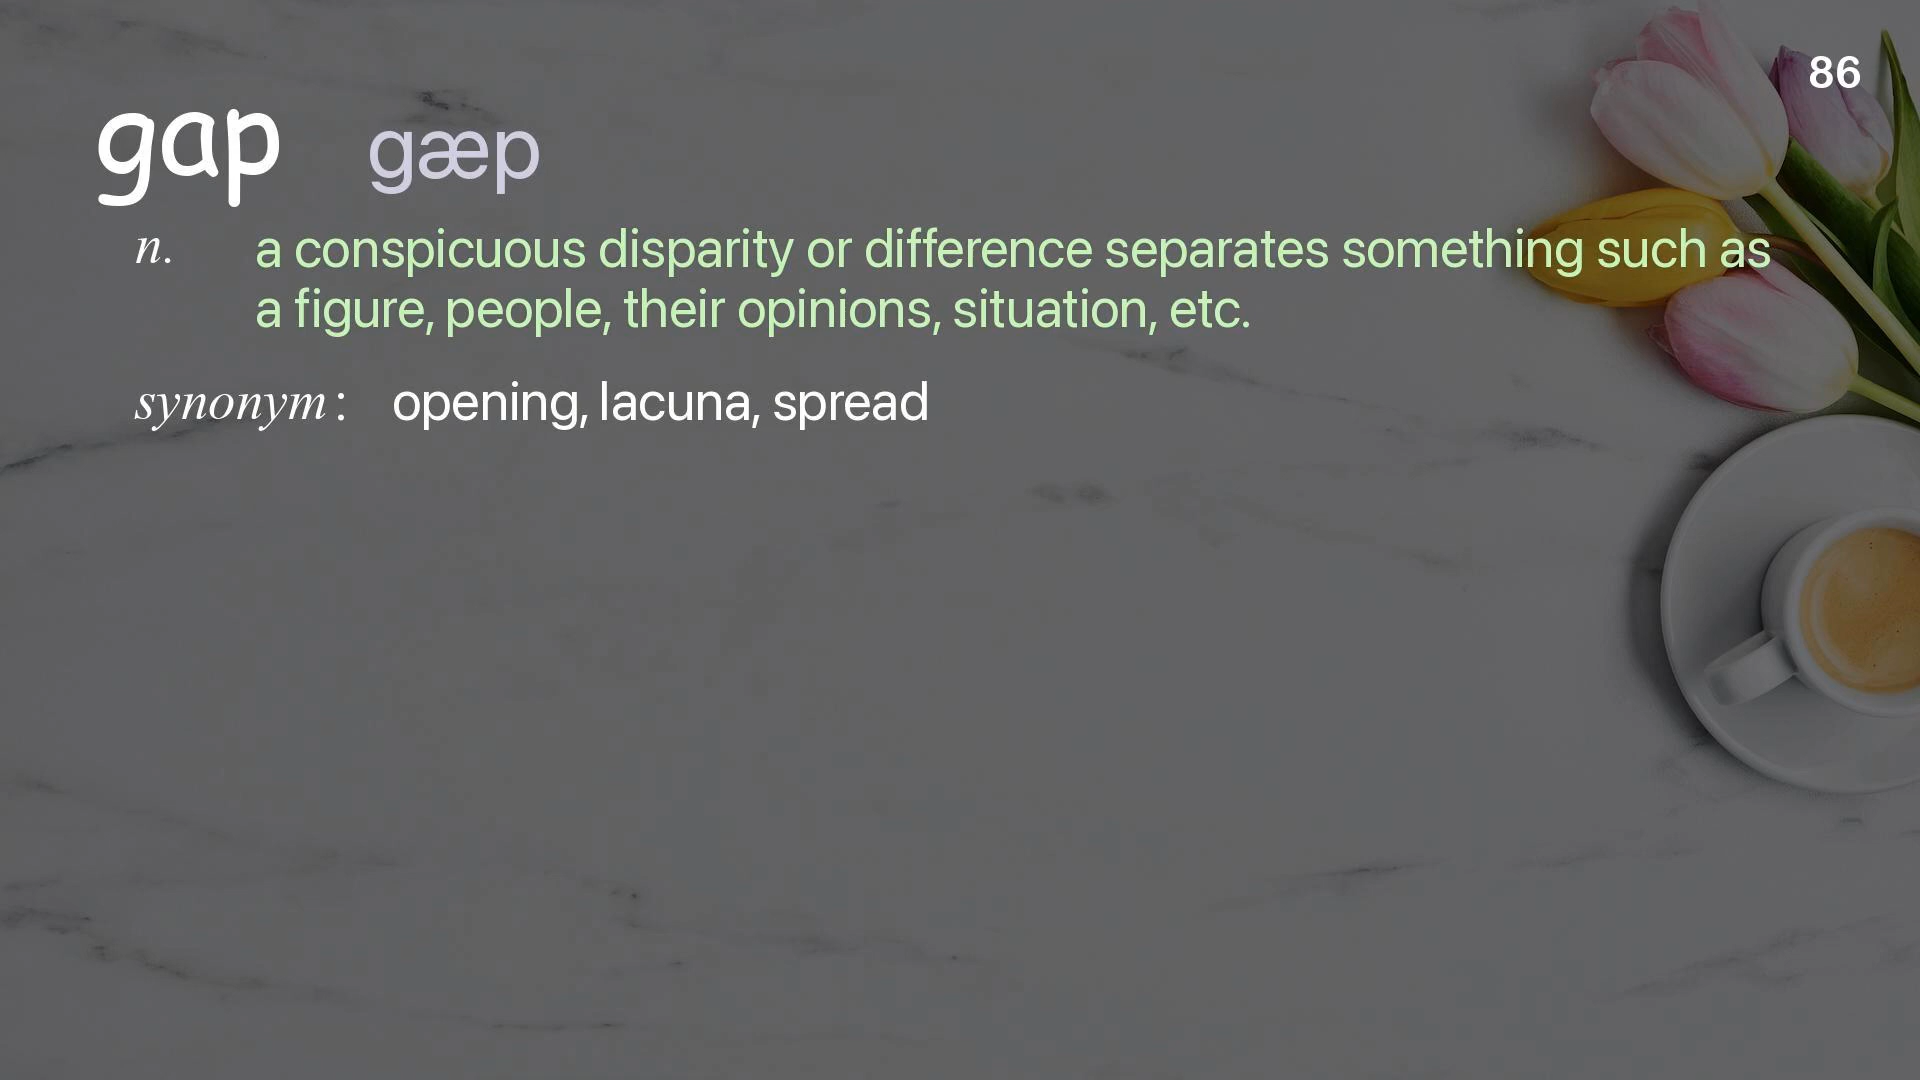 86
gap gæp
n. a conspicuous disparity or difference separates something such as
a figure, people, their opinions, situation, etc.
synonym: opening, lacuna, spread